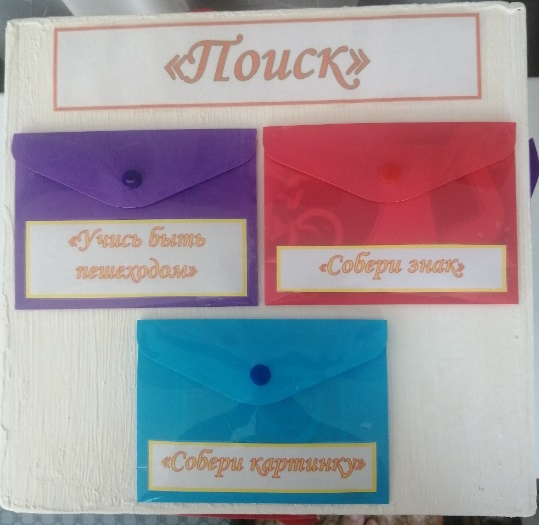 «Поиск»
«Учись быть
пешеходом»
«Собери знак»
«Собери картинку»